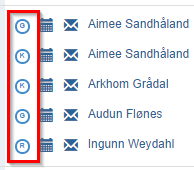 G Aimee Sandhåland
K Aimee Sandhåland
K Arkhom Grådal
G Audun Flønes
R Ingunn Weydahl